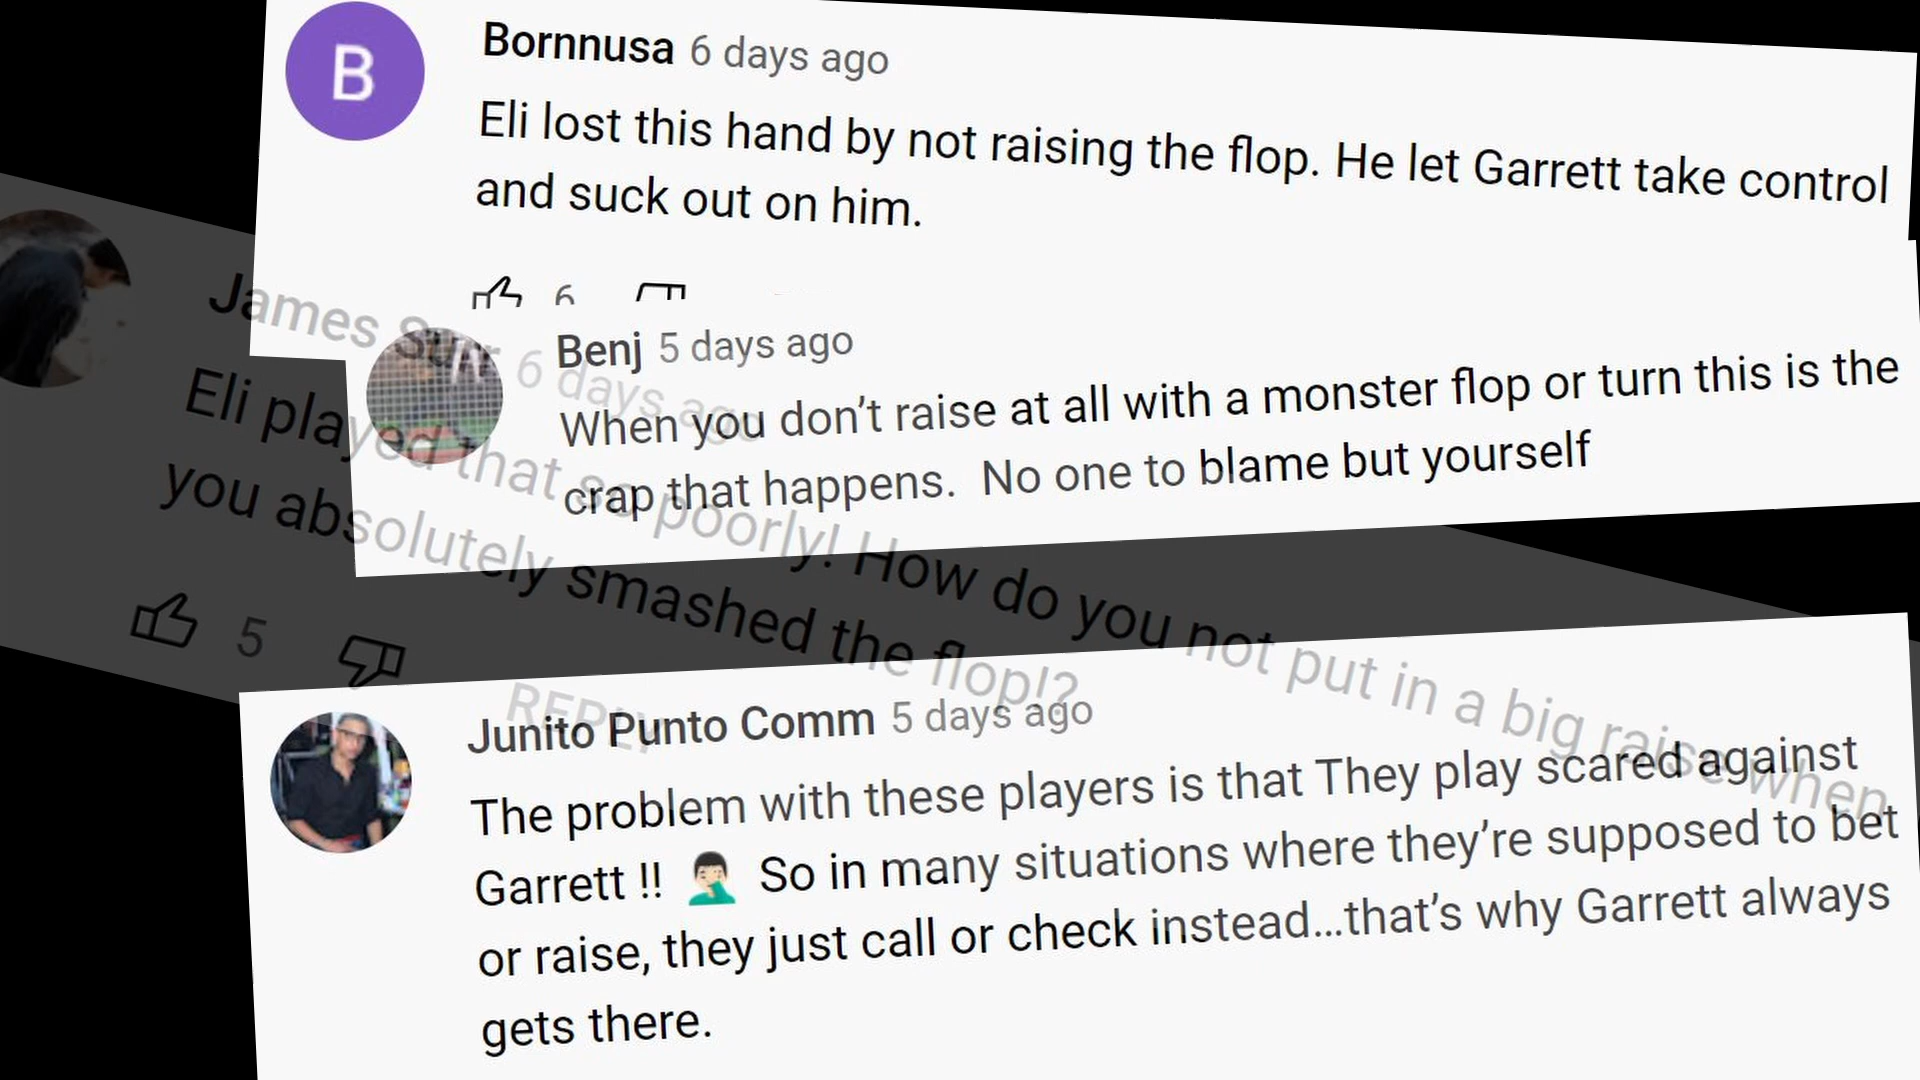 B
Bornnusa 6 days ago
Eli lost this hand by not raising the flop. He let Garrett take control
and suck out on him.
6
Benj 5 days ago
When you don’t raise at all with a monster flop or turn this is the
crap that happens.  No one to blame but yourself
James 6 days ago
Eli played that so poorly! How do you not put in a big raise when
you absolutely smashed the flop!?
5
REPLY
Junito Punto Comm 5 days ago
The problem with these players is that They play scared against
Garrett !! 🤦🏻‍♂️ So in many situations where they’re supposed to bet
or raise, they just call or check instead...that’s why Garrett always
gets there.